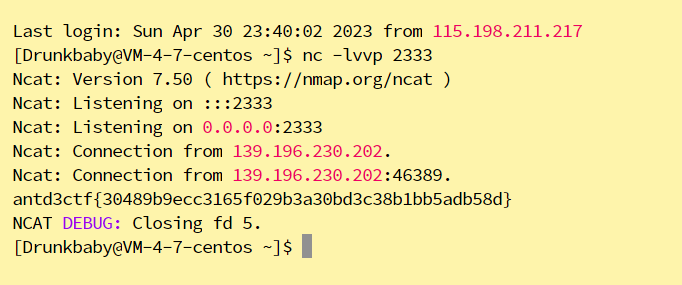 Last login: Sun Apr 30 23:40:02 2023 from 115.198.211.217
[Drunkbaby@VM-4-7-centos ~]$ nc -lvvp 2333
Ncat: Version 7.50 ( https://nmap.org/ncat )
Ncat: Listening on :::2333
Ncat: Listening on 0.0.0.0:2333
Ncat: Connection from 139.196.230.202.
Ncat: Connection from 139.196.230.202:46389.
antd3ctf{30489b9ecc3165f029b3a30bd3c38b1bb5adb58d}
NCAT DEBUG: Closing fd 5.
[Drunkbaby@VM-4-7-centos ~]$